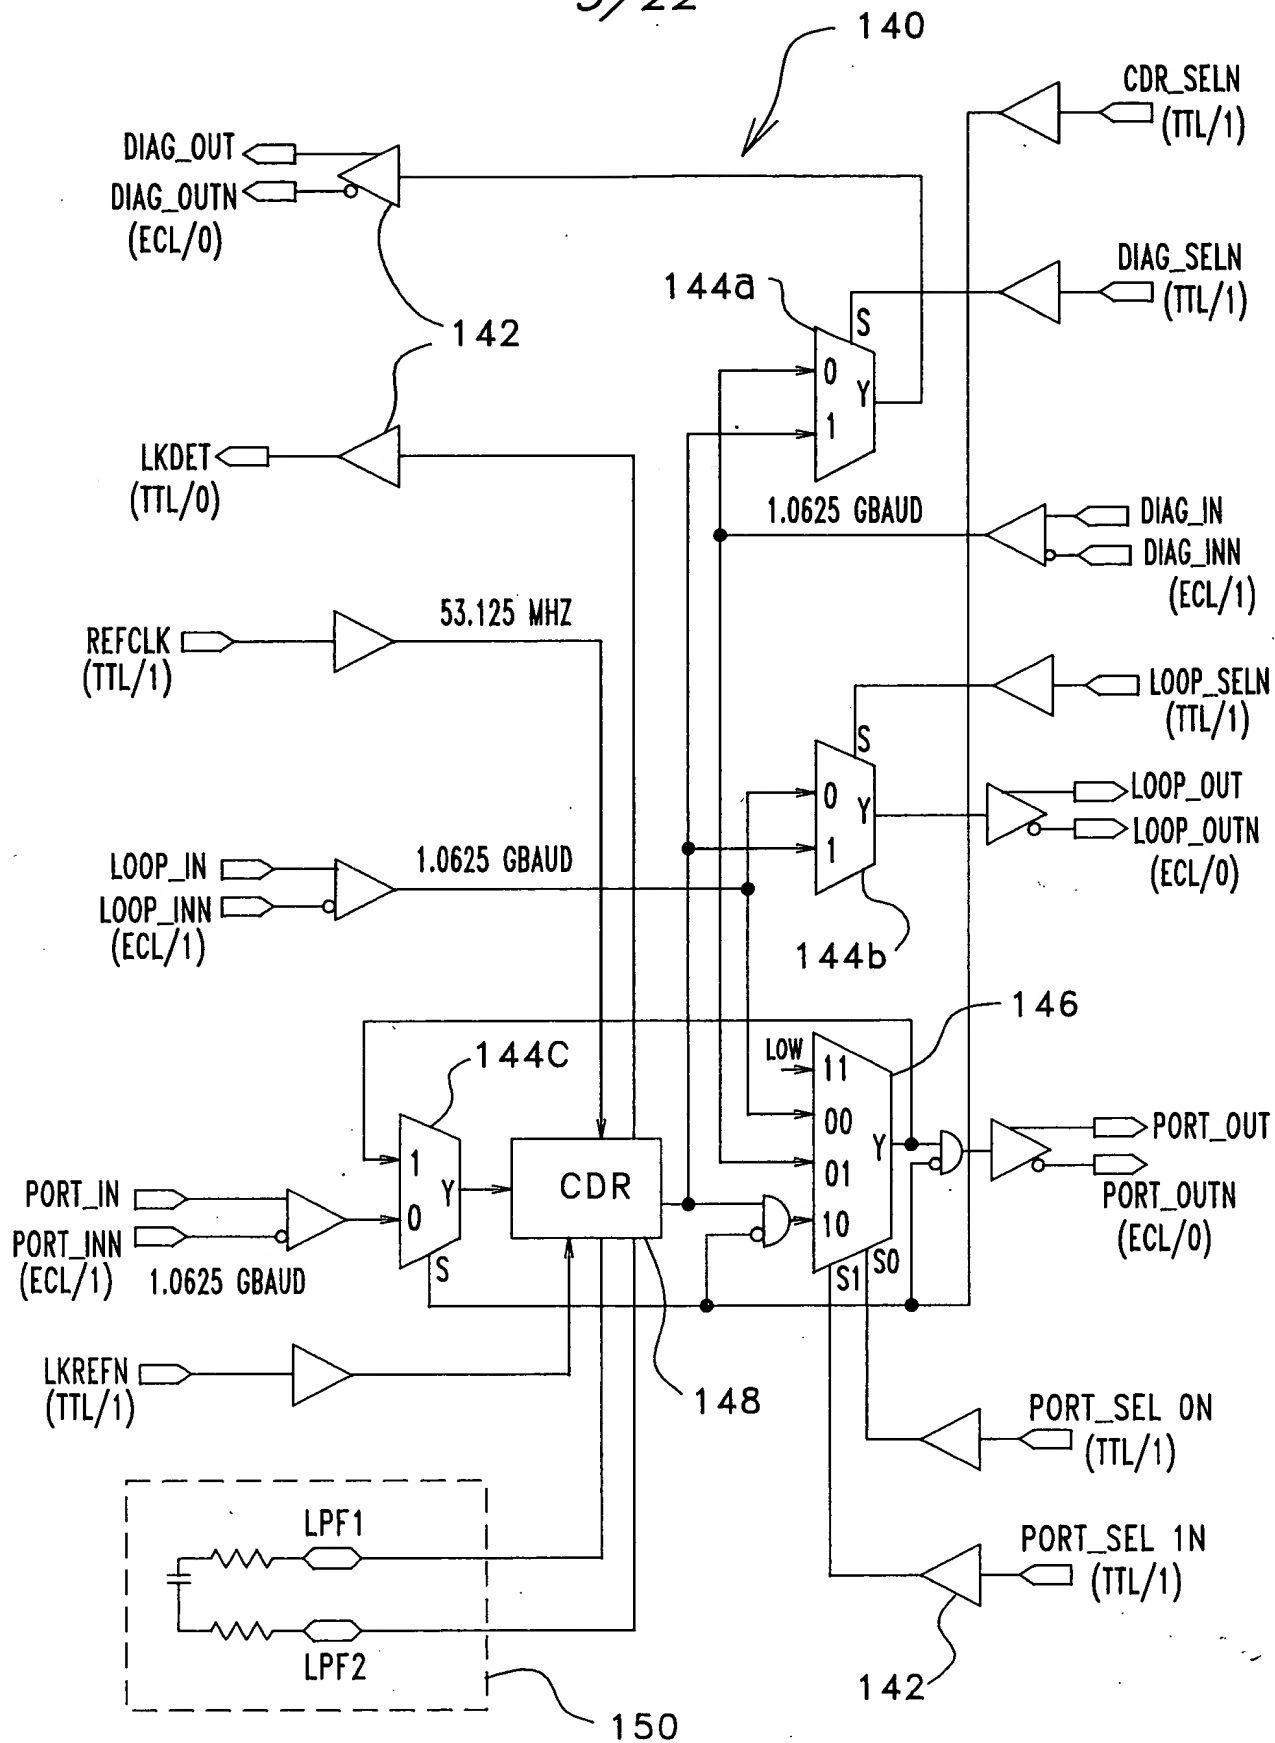 3/22
140
CDR_SELN
(TTL/1)
DIAG_OUT
DIAG_OUTN
(ECL/0)
142
DIAG_SELN
(TTL/1)
144a
S
0
Y
1
LKDET
(TTL/0)
1.0625 GBAUD
DIAG_IN
DIAG_INN
(ECL/1)
53.125 MHZ
REFCLK
(TTL/1)
LOOP_SELN
(TTL/1)
S
0
Y
1
LOOP_OUT
LOOP_OUTN
(ECL/0)
LOOP_IN
LOOP_INN
(ECL/1)
1.0625 GBAUD
144b
146
144C
LOW
11
00
01
10
Y
S1
S0
1
Y
0
S
CDR
PORT_OUT
PORT_OUTN
(ECL/0)
PORT_IN
PORT_INN
(ECL/1)
1.0625 GBAUD
LKREFN
(TTL/1)
148
PORT_SEL 0N
(TTL/1)
LPF1
LPF2
PORT_SEL 1N
(TTL/1)
142
150